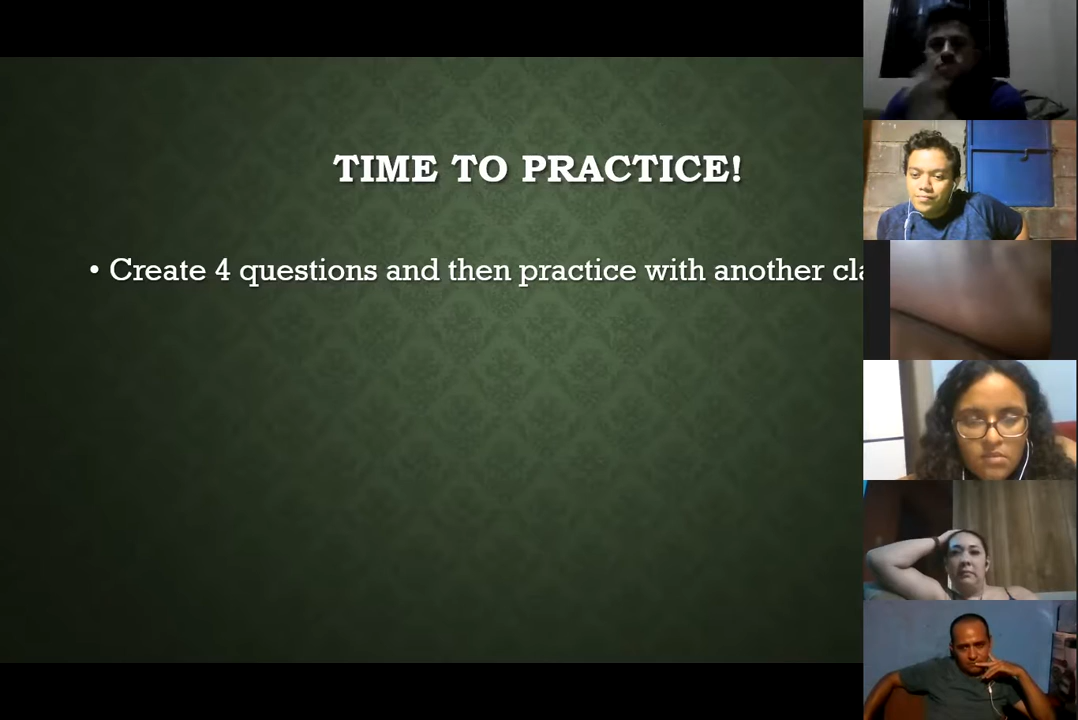 TIME TO PRACTICE!
• Create 4 questions and then practice with another